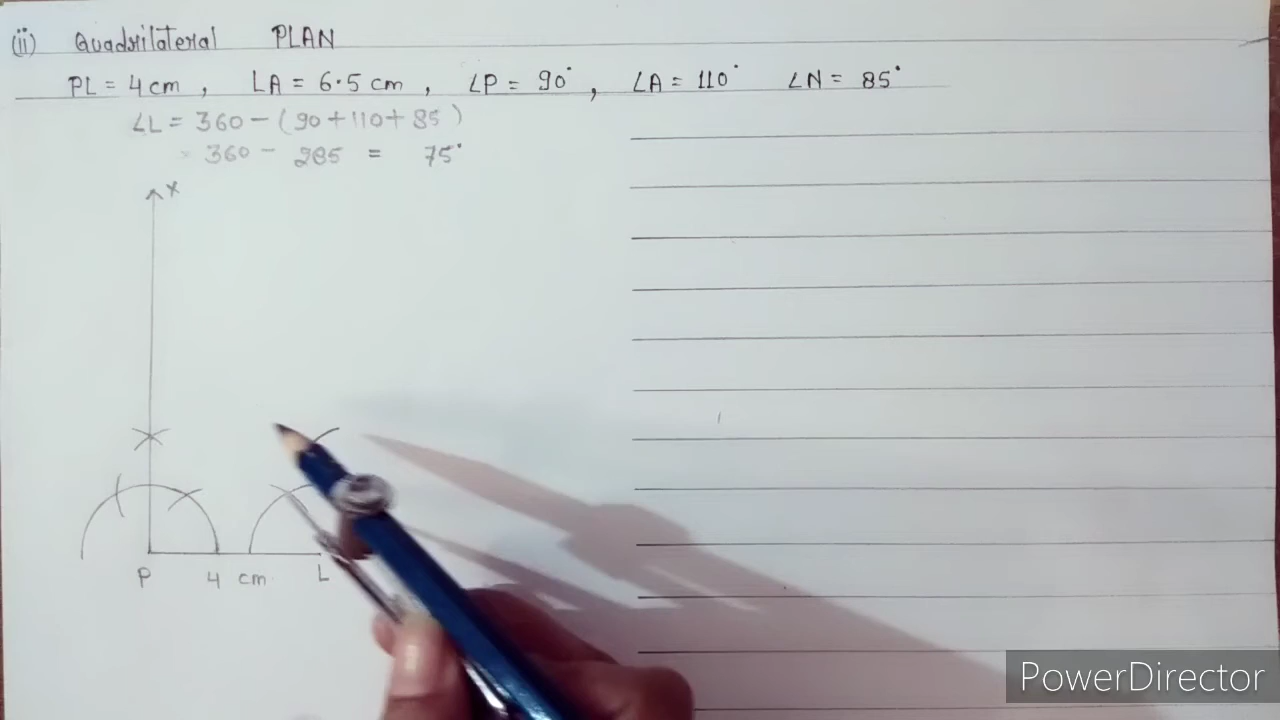 (ii) Quadrilateral PLAN
PL = 4 cm , LA = 6.5 cm , ∠P = 90° , ∠A = 110° ∠N = 85°
∠L = 360 - (90 + 110 + 85 )
= 360 - 285 = 75°
X
P 4 cm. L
PowerDirector